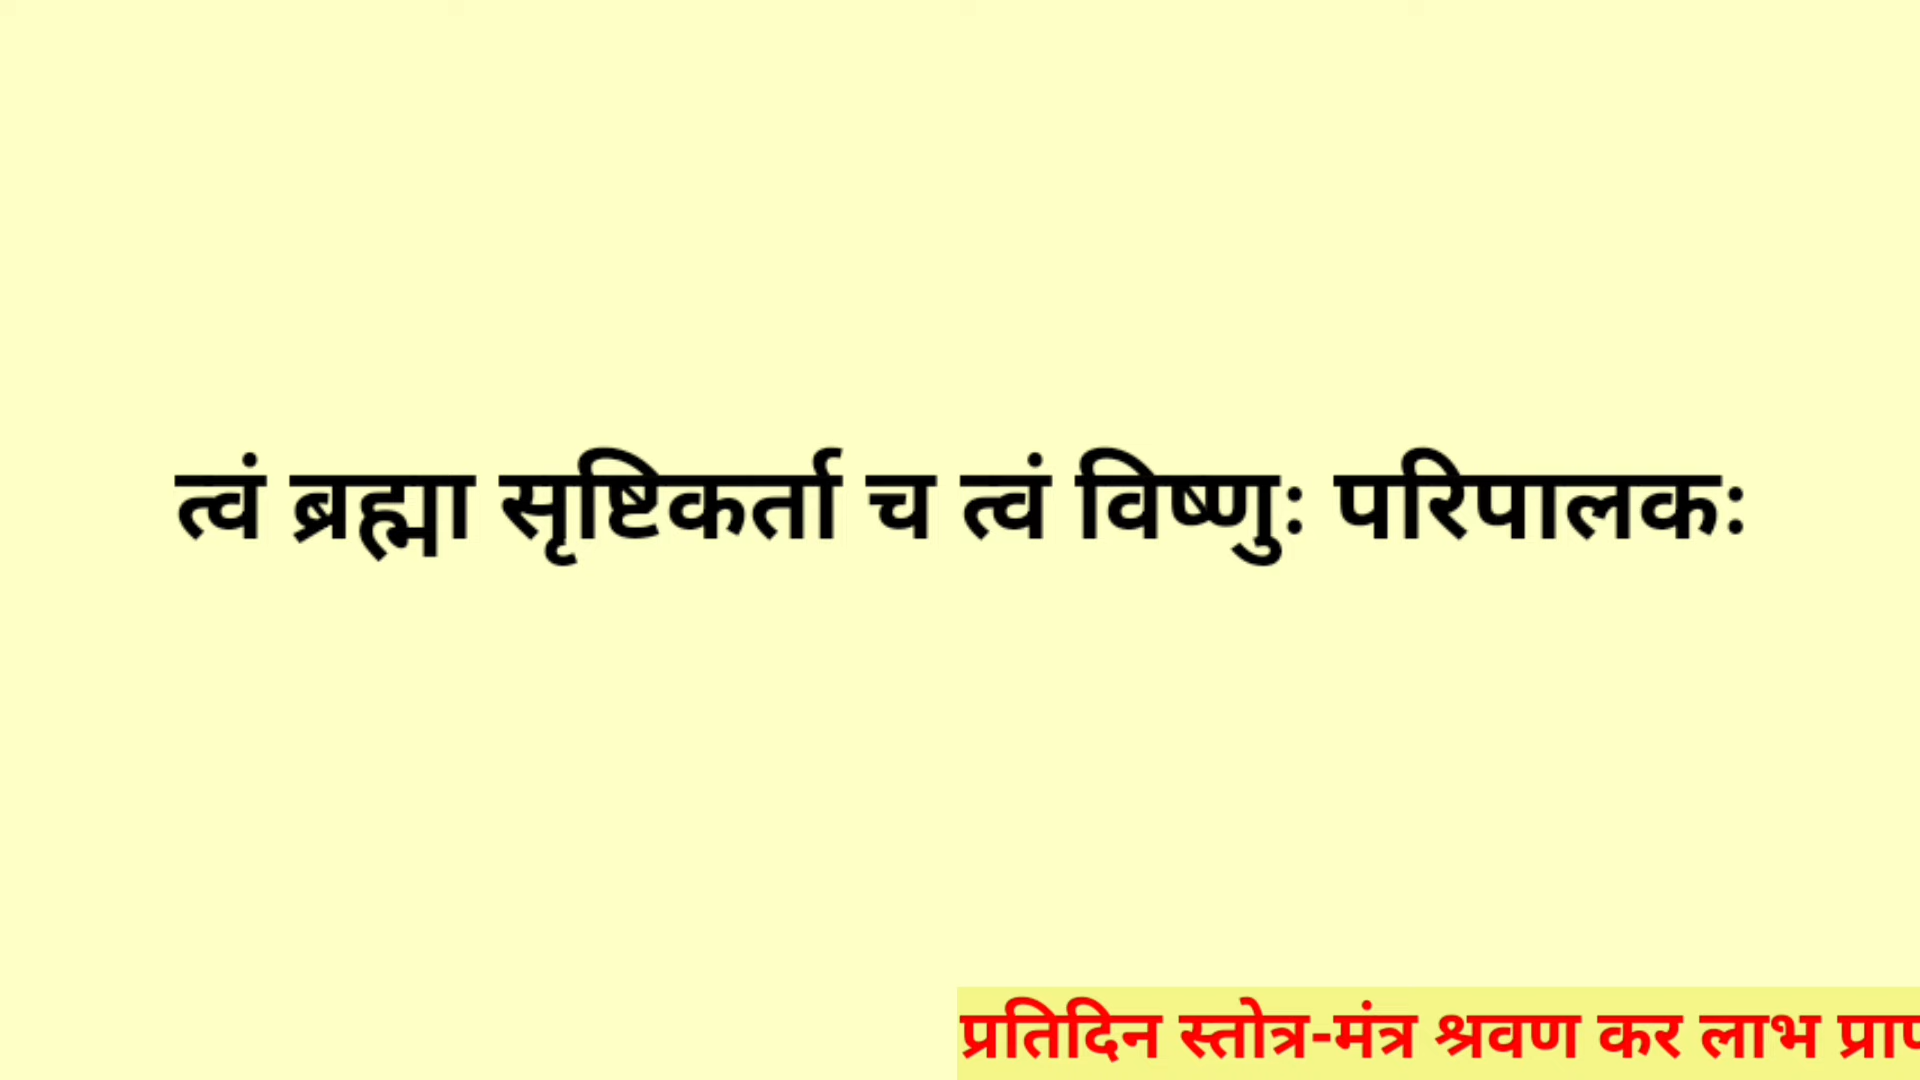 त्वं ब्रह्मा सृष्टिकर्ता च त्वं विष्णुः परिपालकः
प्रतिदिन स्तोत्र-मंत्र श्रवण कर लाभ